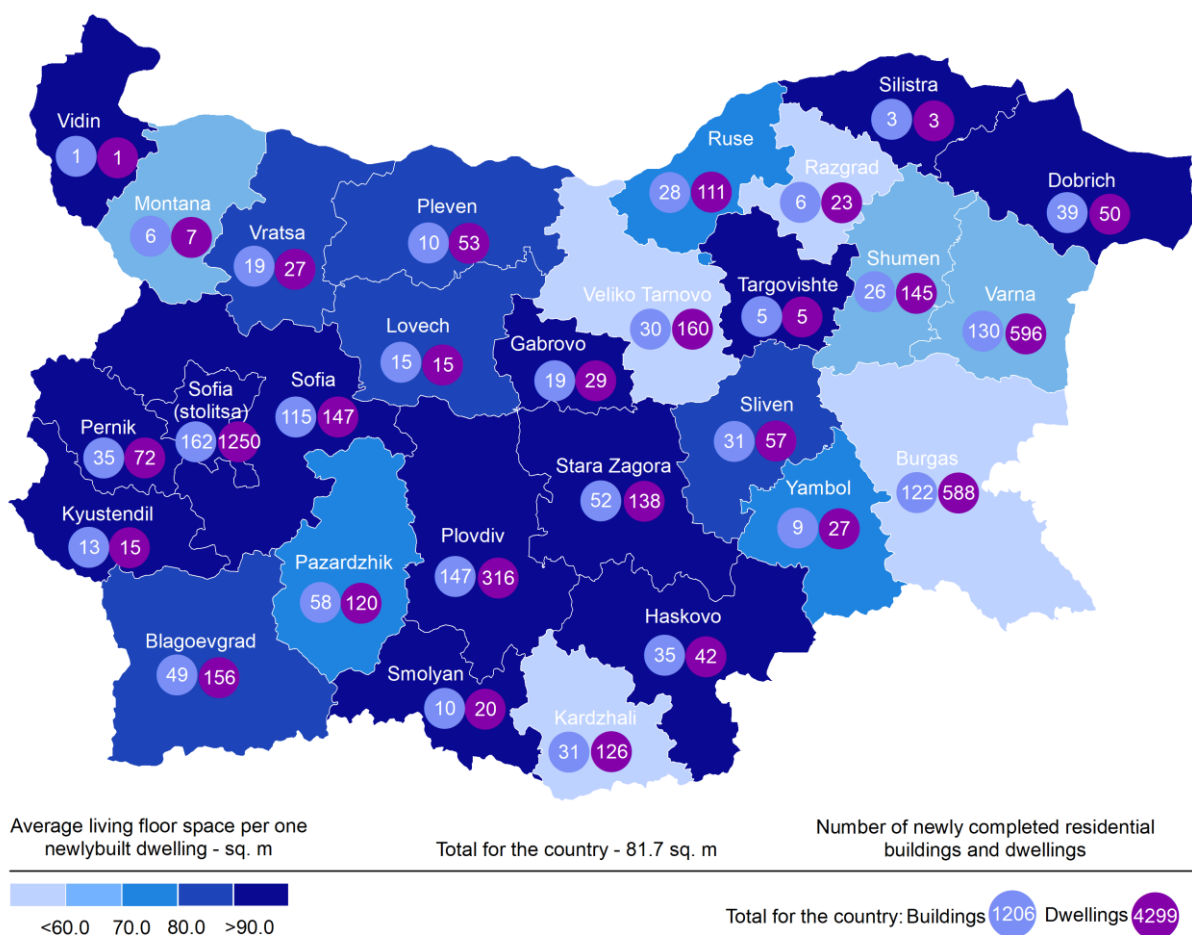 Silistra
3 3
Vidin
1 1
Ruse
28 111
Razgrad
6 23
Dobrich
39 50
Montana
6 7
Pleven
10 53
Vratsa
19 27
Shumen
26 145
Targovishte
5 5
Veliko Tarnovo
30 160
Varna
130 596
Lovech
15 15
Gabrovo
19 29
Sofia
(stolitsa)
162 1250
Sofia
115 147
Sliven
31 57
Pernik
35 72
Burgas
122 588
Stara Zagora
52 138
Yambol
9 27
Kyustendil
13 15
Plovdiv
147 316
Pazardzhik
58 120
Haskovo
35 42
Blagoevgrad
49 156
Smolyan
10 20
Kardzhali
31 126
Average living floor space per one
newlybuilt dwelling - sq. m
Total for the country - 81.7 sq. m
Number of newly completed residential
buildings and dwellings
<60.0 70.0 80.0 >90.0
Total for the country: Buildings 1206 Dwellings 4299